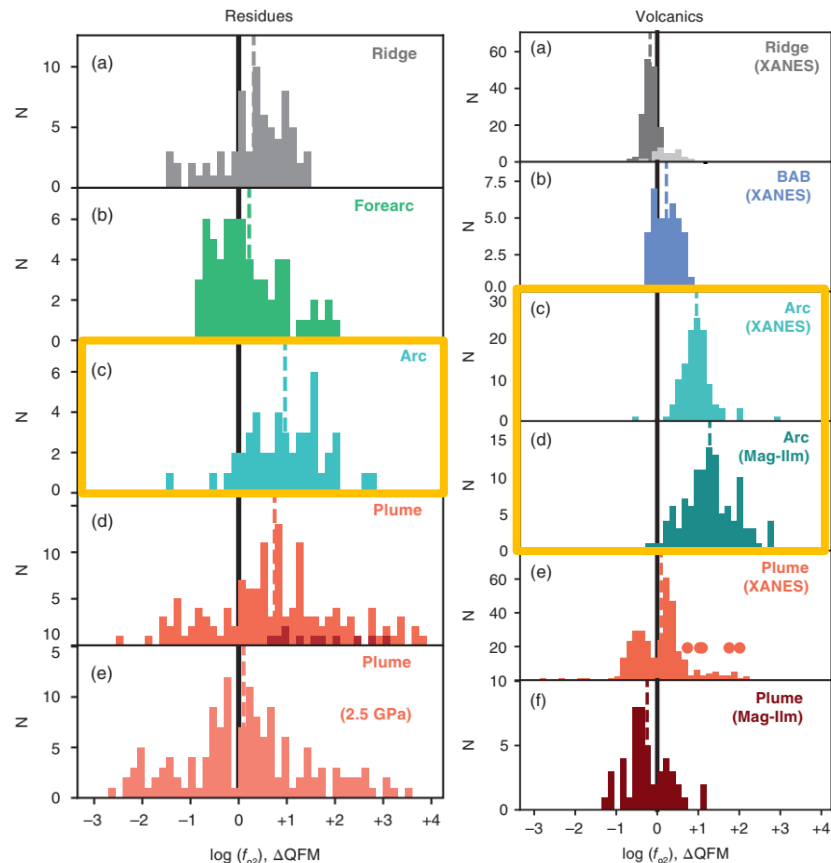 Residues
(a)
Ridge
10
5
0
N
(b)
Forearc
6
4
2
0
N
(c)
Arc
6
4
2
0
N
(d)
Plume
10
5
10
N
5
(e)
Plume
(2.5 GPa)
10
5
0
N
−3 −2 −1 0 +1 +2 +3 +4
log (fo2), ΔQFM
Volcanics
(a)
Ridge
(XANES)
60
40
20
0
N
(b)
BAB
(XANES)
7.5
5.0
2.5
0.0
N
(c)
Arc
(XANES)
30
20
10
0
N
(d)
Arc
(Mag-Ilm)
15
10
5
0
N
(e)
Plume
(XANES)
60
40
20
10
N
(f)
Plume
(Mag-Ilm)
5
0
N
−3 −2 −1 0 +1 +2 +3 +4
log (fo2), ΔQFM